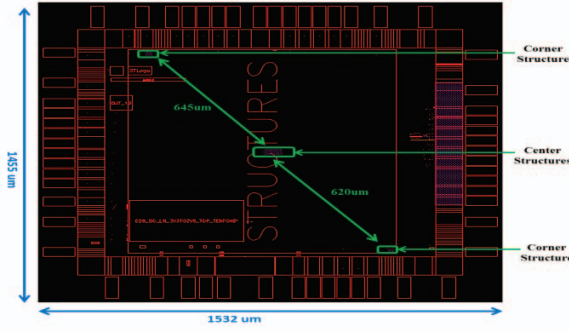 Corner
Structure
645um
STRUCTURES
Center
Structures
620um
Corner
Structure
1455 um
1532 um